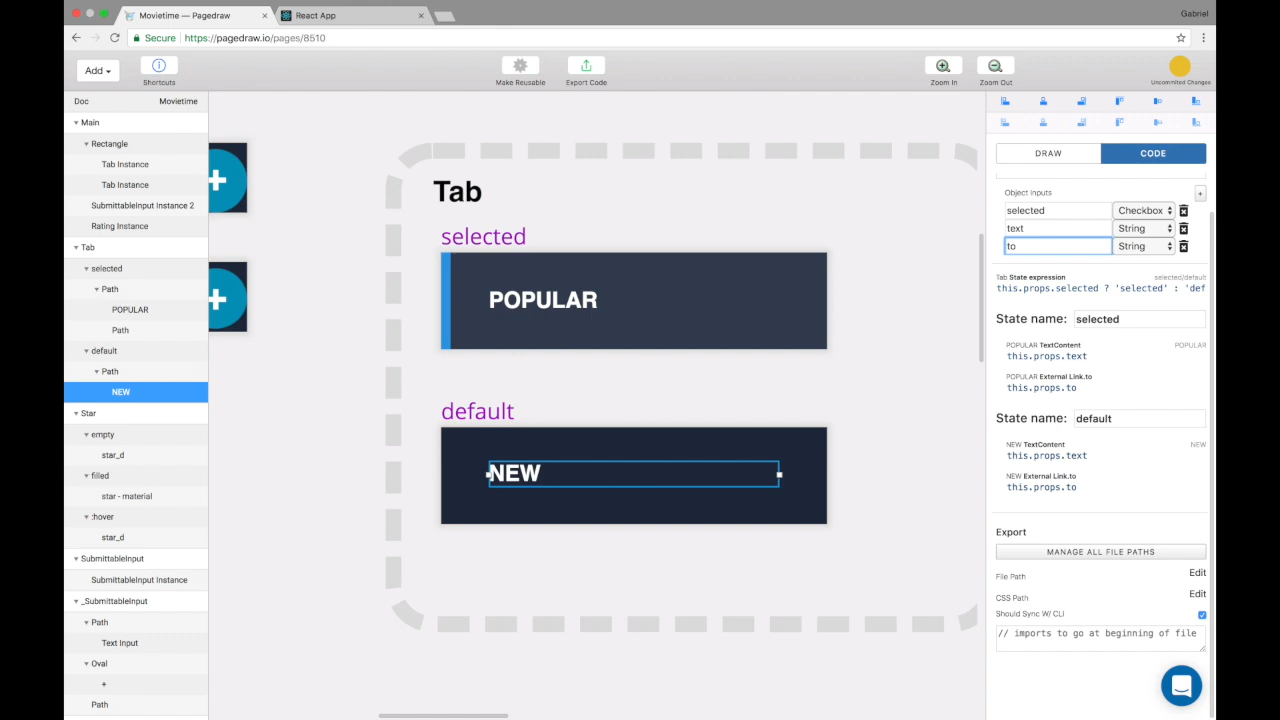 Movietime — Pagedraw
React App
Gabriel
Secure
https://pagedraw.io/pages/8510
Add
Shortcuts
Make Reusable
Export Code
Zoom In
Zoom Out
Uncommited Changes
Doc
Movietime
Main
Rectangle
Tab Instance
Tab Instance
SubmittableInput Instance 2
Rating Instance
Tab
selected
Path
POPULAR
Path
default
Path
NEW
Star
empty
star_d
filled
star - material
:hover
star_d
SubmittableInput
SubmittableInput Instance
_SubmittableInput
Path
Text Input
Oval
+
Path
Tab
selected
POPULAR
default
NEW
DRAW
CODE
Object Inputs
+
selected
Checkbox
text
String
to
String
Tab State expression
selected/default
this.props.selected ? 'selected' : 'def
State name:
selected
POPULAR TextContent
POPULAR
this.props.text
POPULAR External Link.to
this.props.to
State name:
default
NEW TextContent
NEW
this.props.text
NEW External Link.to
this.props.to
Export
MANAGE ALL FILE PATHS
File Path
Edit
CSS Path
Edit
Should Sync W/ CLI
// imports to go at beginning of file